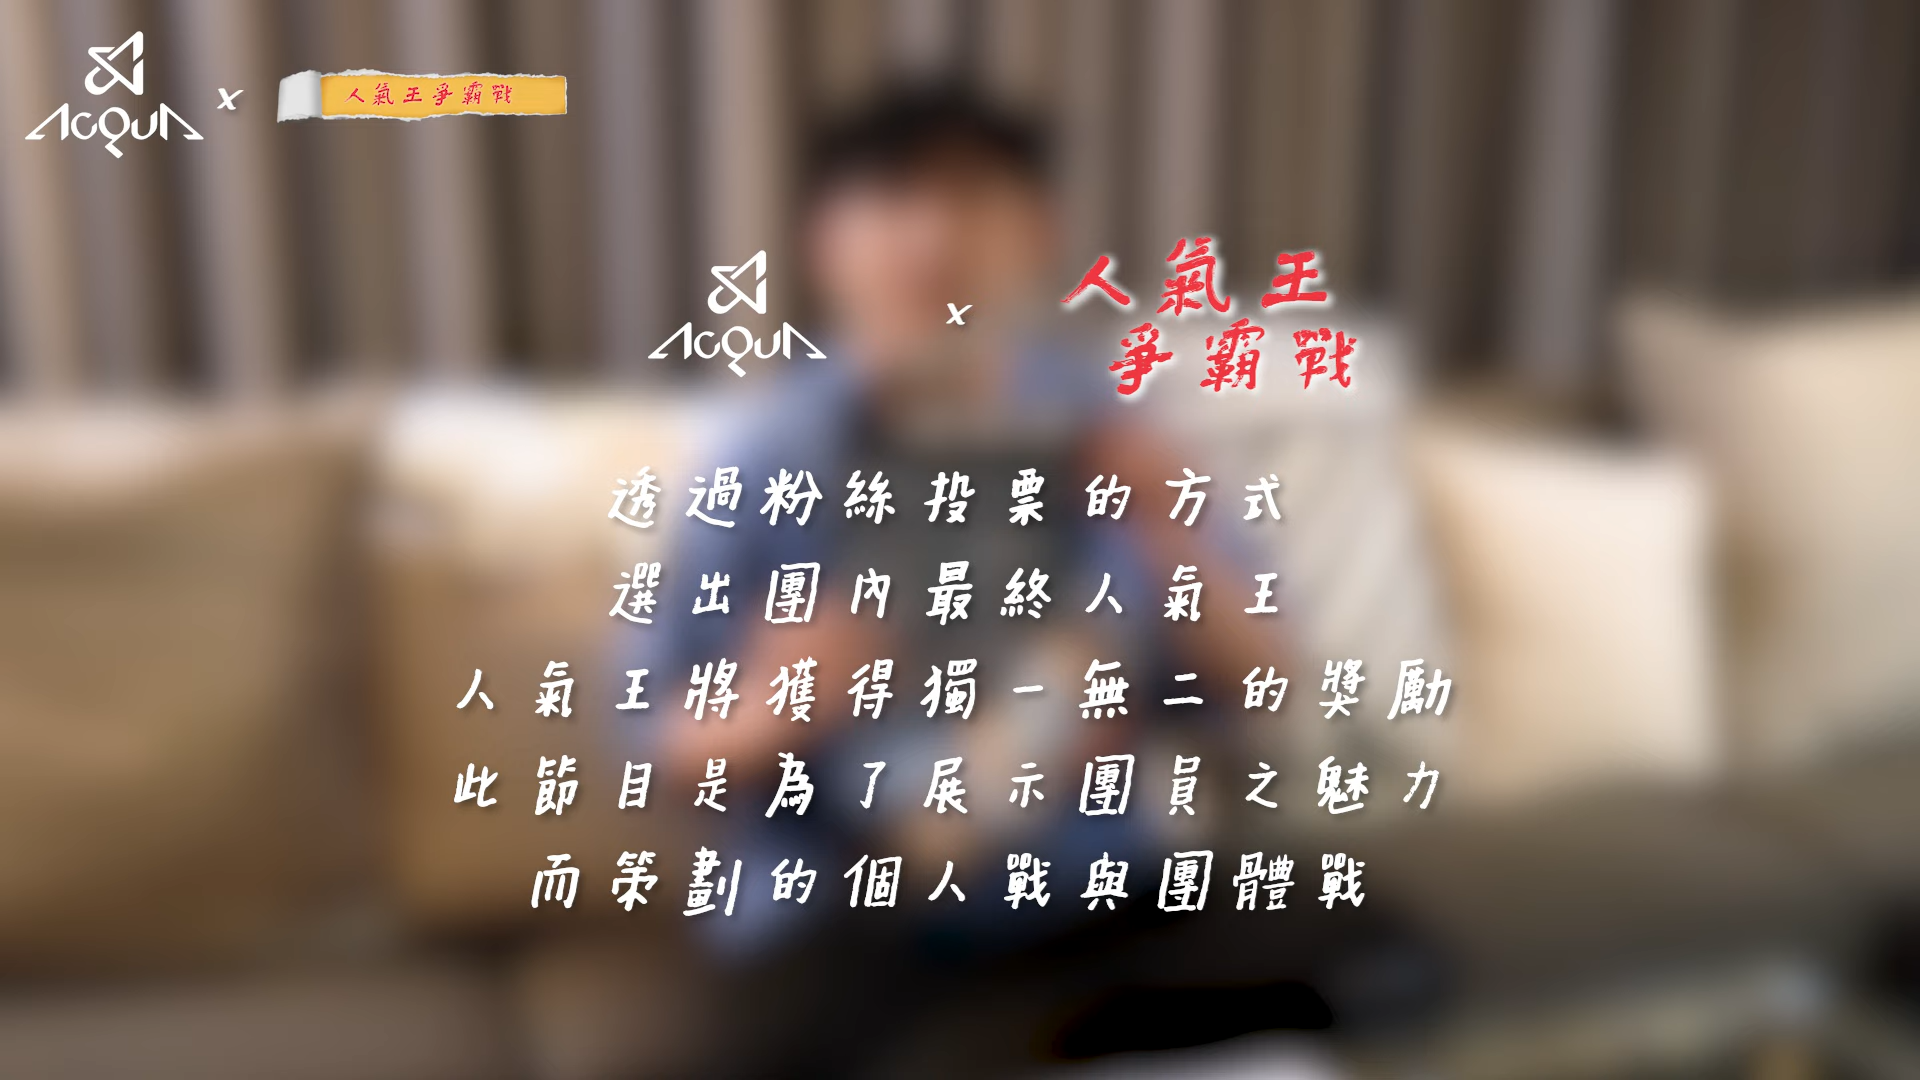 ACQUA x 人氣王爭霸戰
ACQUA x 人氣王
爭霸戰
透過粉絲投票的方式
選出團內最終人氣王
人氣王將獲得獨一無二的獎勵
此節目是為了展示團員之魅力
而策劃的個人戰與團體戰